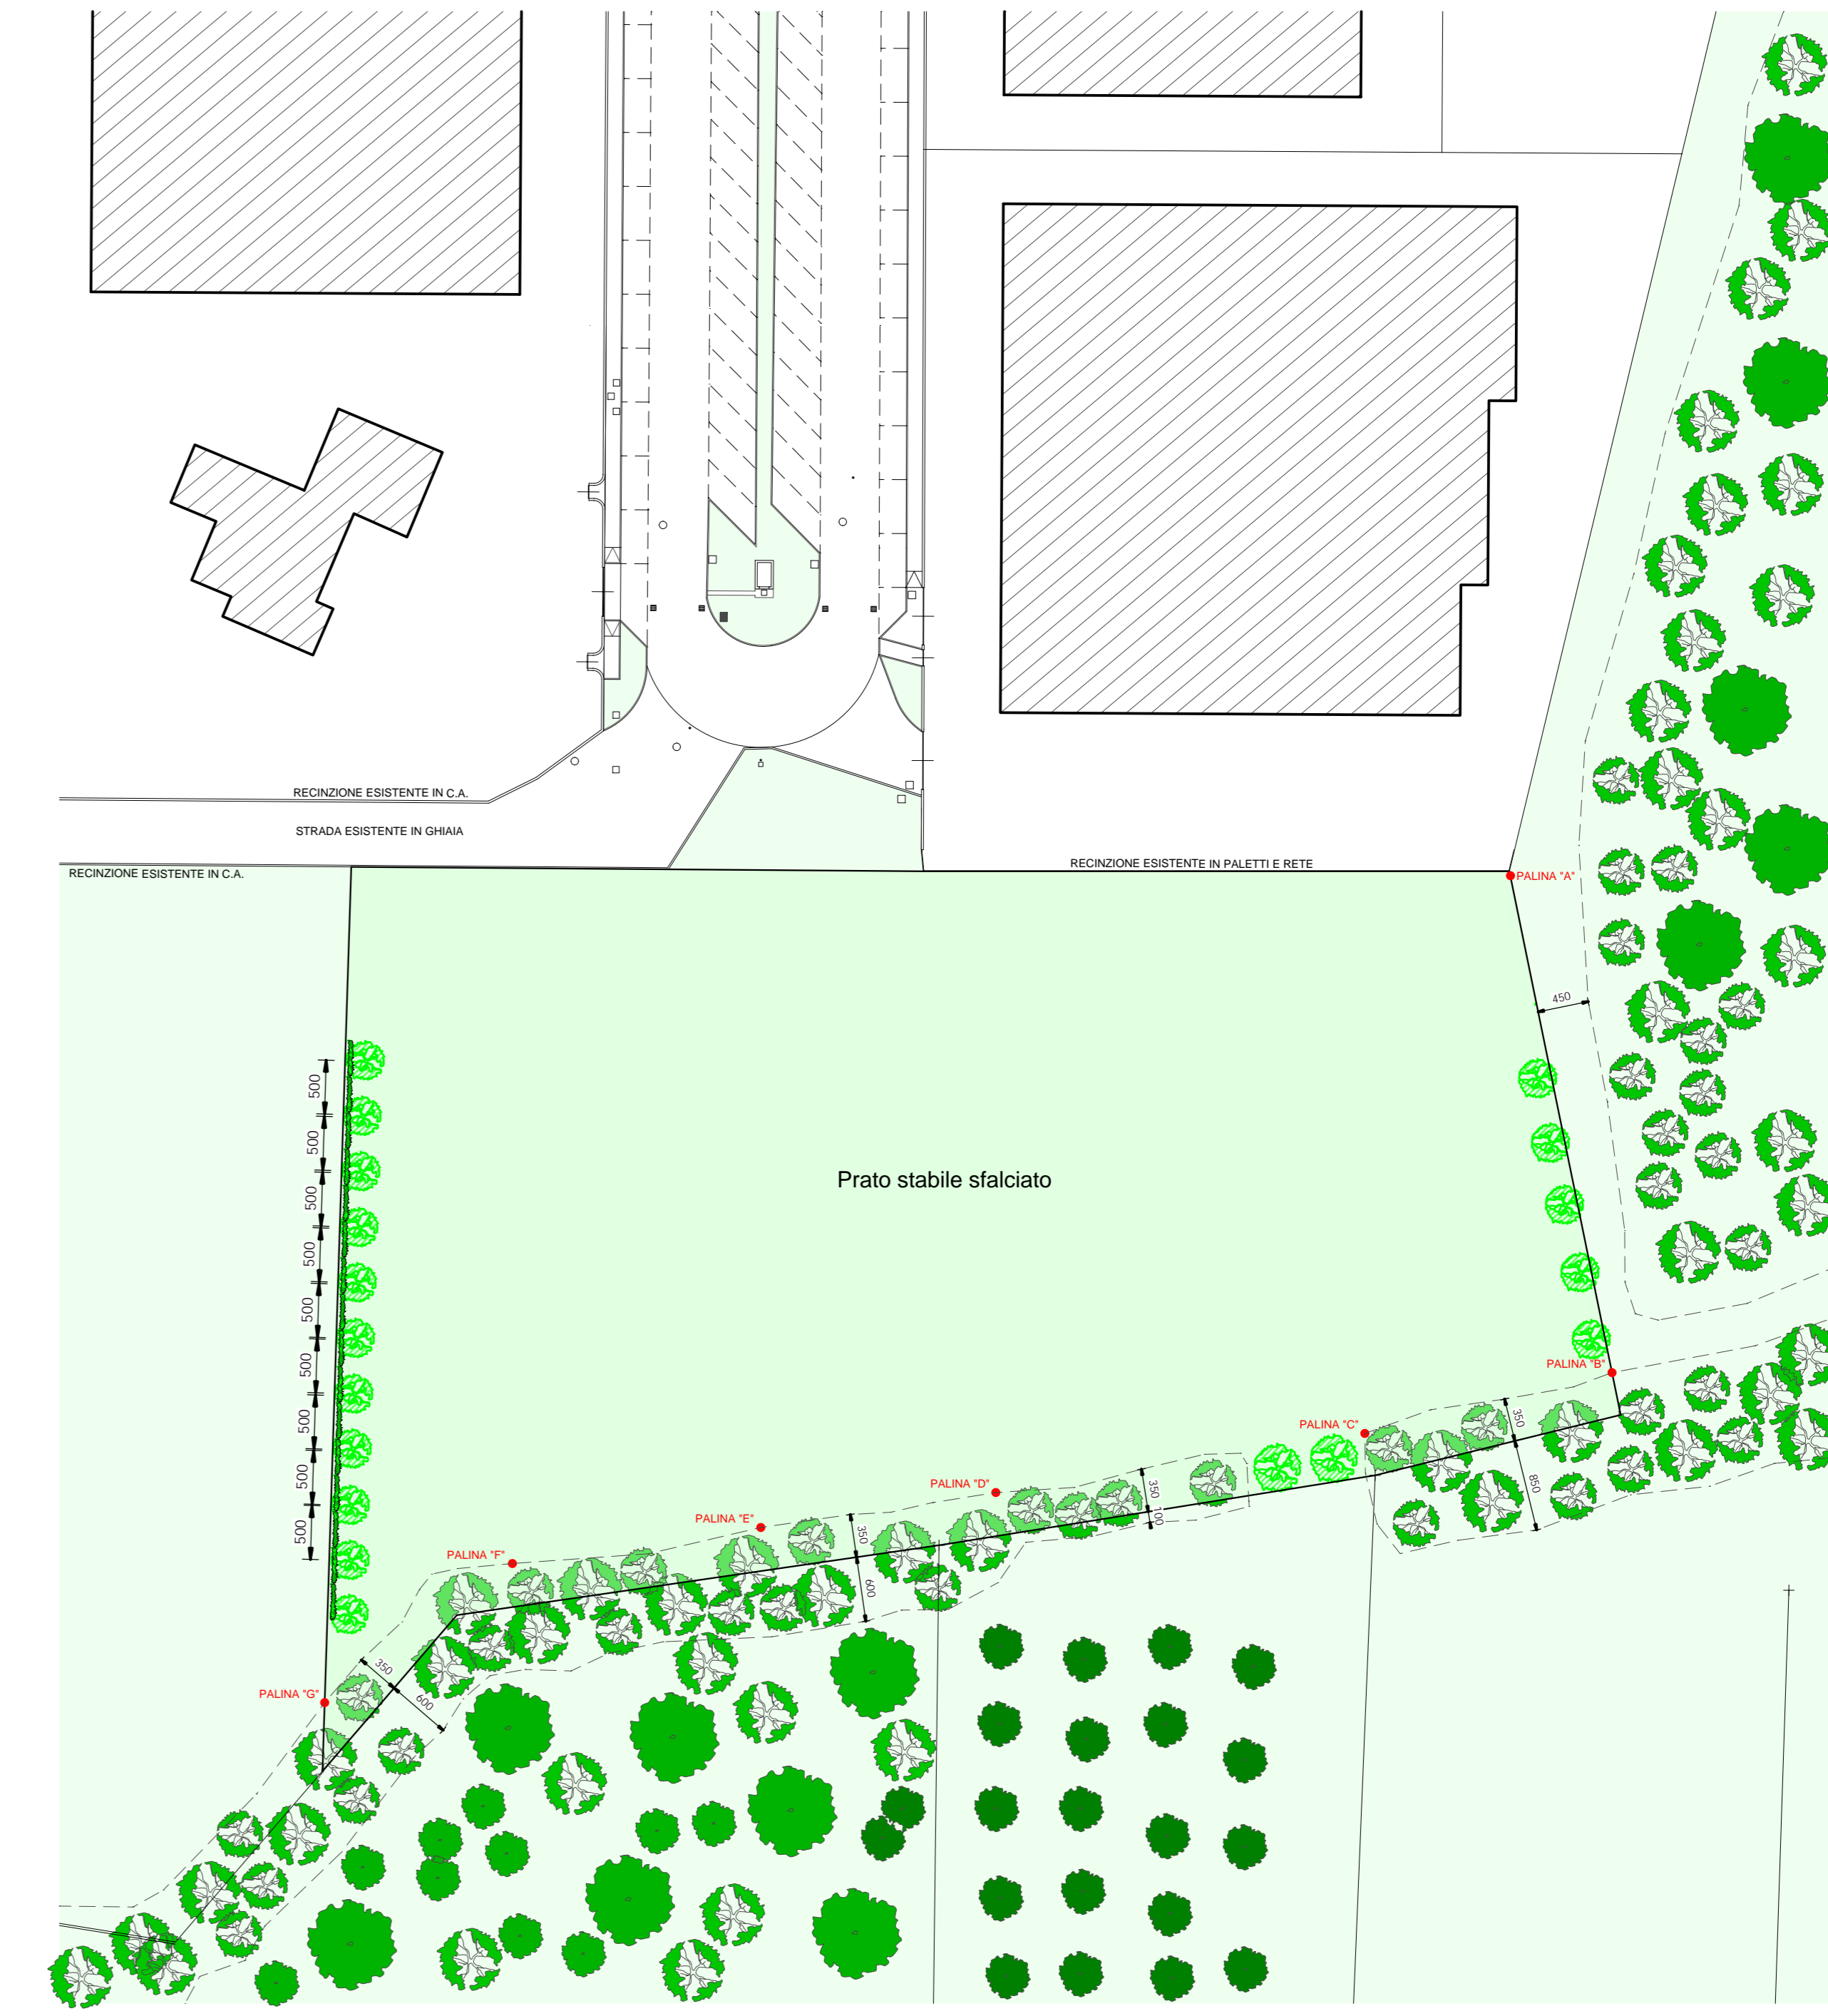 RECINZIONE ESISTENTE IN C.A.
STRADA ESISTENTE IN GHIAIA
RECINZIONE ESISTENTE IN PALETTI E RETE
RECINZIONE ESISTENTE IN C.A.
PALINA "A"
450
500
500
500
500
500
500
500
500
500
Prato stabile sfalciato
PALINA "B"
PALINA "C"
350
850
PALINA "D"
350
100
PALINA "E"
350
600
PALINA "F"
350
600
PALINA "G"